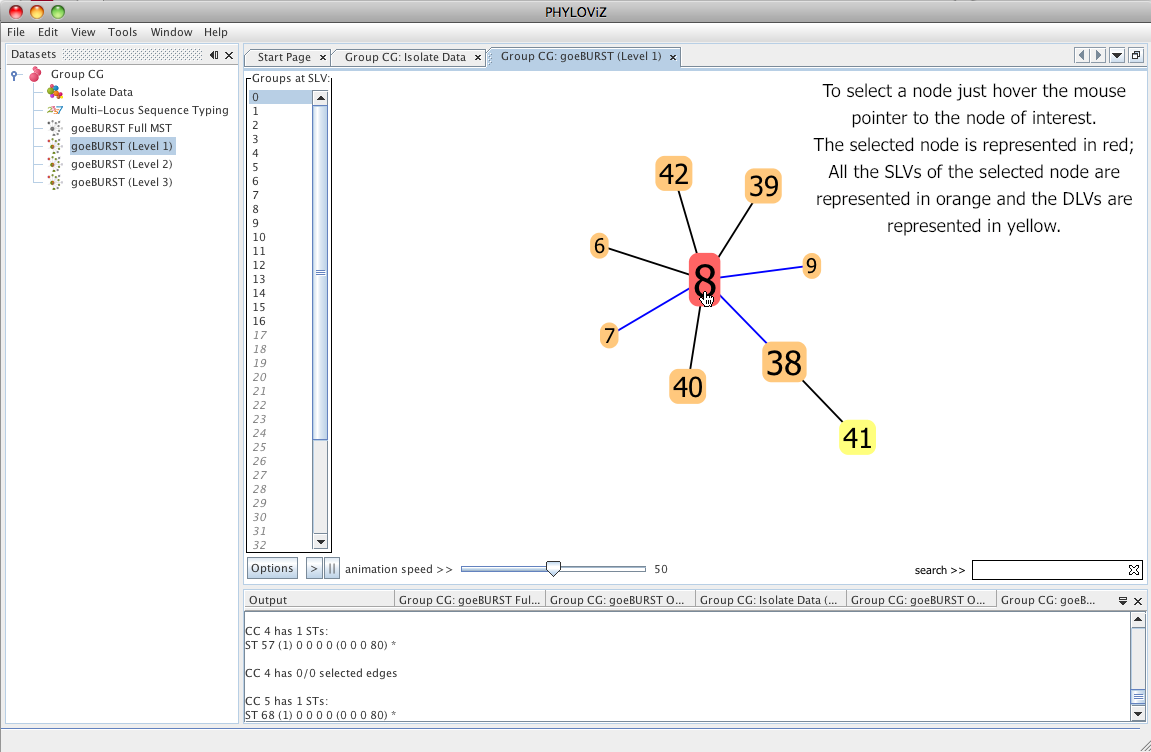 PHYLOViZ
File Edit View Tools Window Help
Datasets
Group CG
Isolate Data
Multi-Locus Sequence Typing
goeBURST Full MST
goeBURST (Level 1)
goeBURST (Level 2)
goeBURST (Level 3)
Start Page
Group CG: Isolate Data
Group CG: goeBURST (Level 1)
Groups at SLV:
0
1
2
3
4
5
6
7
8
9
10
11
12
13
14
15
16
17
18
19
20
21
22
23
24
25
26
27
28
29
30
31
32
To select a node just hover the mouse
pointer to the node of interest.
The selected node is represented in red;
All the SLVs of the selected node are
represented in orange and the DLVs are
represented in yellow.
42
39
6
9
8
7
38
40
41
Options > || animation speed >> 50
search >>
Output
Group CG: goeBURST Ful...
Group CG: goeBURST O...
Group CG: Isolate Data (...
Group CG: goeBURST O...
Group CG: goeB...
CC 4 has 1 STs:
ST 57 (1) 0 0 0 0 (0 0 0 80) *
CC 4 has 0/0 selected edges
CC 5 has 1 STs:
ST 68 (1) 0 0 0 0 (0 0 0 80) *